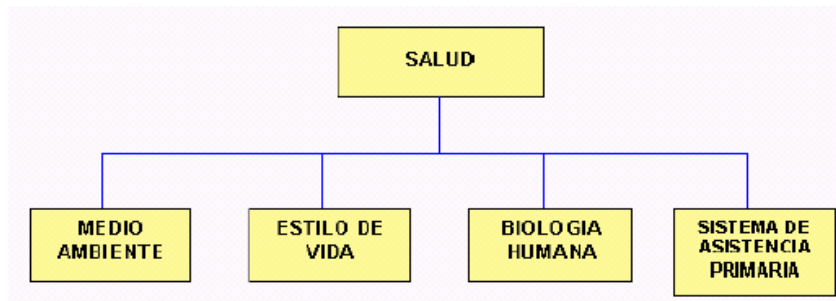 SALUD
MEDIO
AMBIENTE
ESTILO DE
VIDA
BIOLOGIA
HUMANA
SISTEMA DE
ASISTENCIA
PRIMARIA